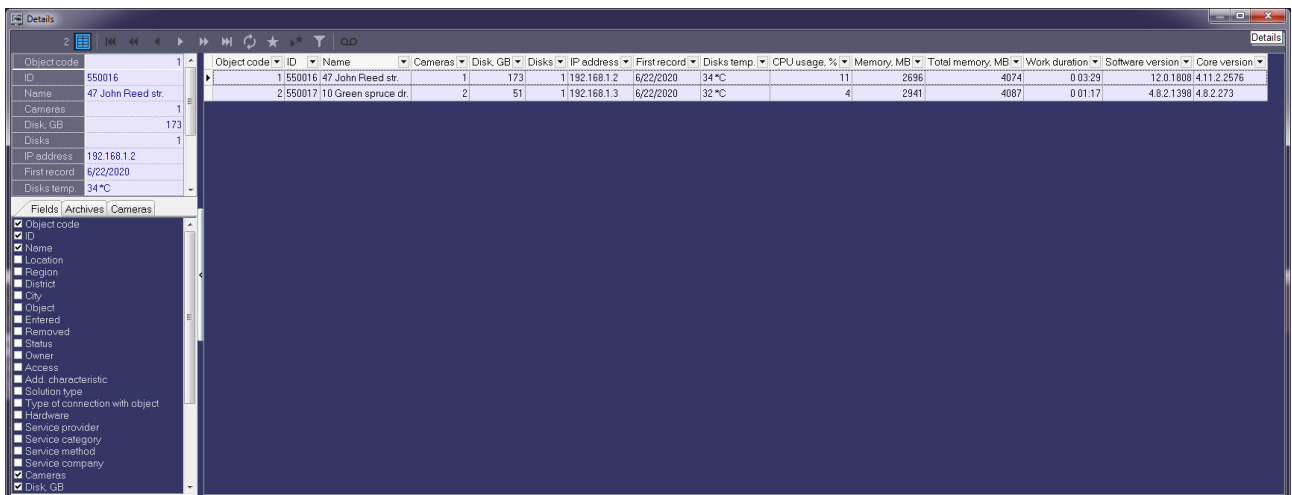 Details
2
Details
Object code 1
ID 550016
Name 47 John Reed str.
Cameras 1
Disk, GB 173
Disks 1
IP address 192.168.1.2
First record 6/22/2020
Disks temp. 34 °C
Fields Archives Cameras
Object code
ID
Name
Location
Region
District
City
Object
Entered
Removed
Status
Owner
Access
Add. characteristic
Solution type
Type of connection with object
Hardware
Service provider
Service category
Service method
Service company
Cameras
Disk, GB
Object code ID Name Cameras Disk, GB Disks IP address First record Disks temp. CPU usage, % Memory, MB Total memory, MB Work duration Software version Core version
1 550016 47 John Reed str. 1 173 1 192.168.1.2 6/22/2020 34 °C 11 2696 4074 0 03:29 12.0.1808 4.11.2.2576
2 550017 10 Green spruce dr. 2 51 1 192.168.1.3 6/22/2020 32 °C 4 2941 4087 0 01:17 4.8.2.1398 4.8.2.273